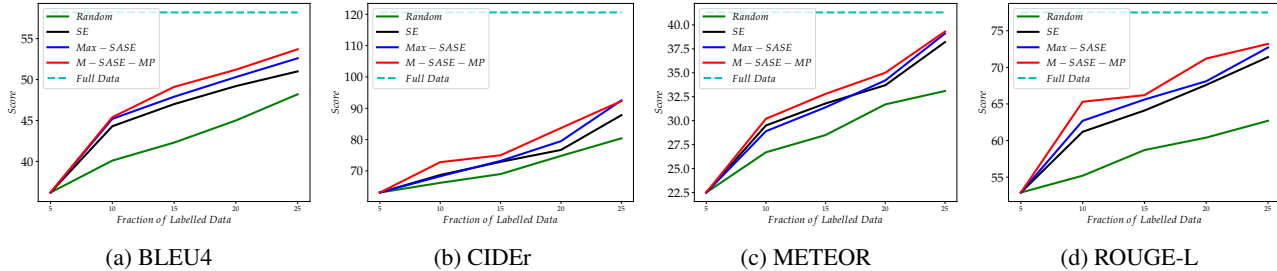 Random
SE
Max − SASE
M − SASE − MP
Full Data
55
50
45
40
Score
5 10 15 20 25
Fraction of Labelled Data
(a) BLEU4
Random
SE
Max − SASE
M − SASE − MP
Full Data
120
110
100
90
80
70
Score
5 10 15 20 25
Fraction of Labelled Data
(b) CIDEr
Random
SE
Max − SASE
M − SASE − MP
Full Data
40.0
37.5
35.0
32.5
30.0
27.5
25.0
22.5
Score
5 10 15 20 25
Fraction of Labelled Data
(c) METEOR
Random
SE
Max − SASE
M − SASE − MP
Full Data
75
70
65
60
55
Score
5 10 15 20 25
Fraction of Labelled Data
(d) ROUGE-L